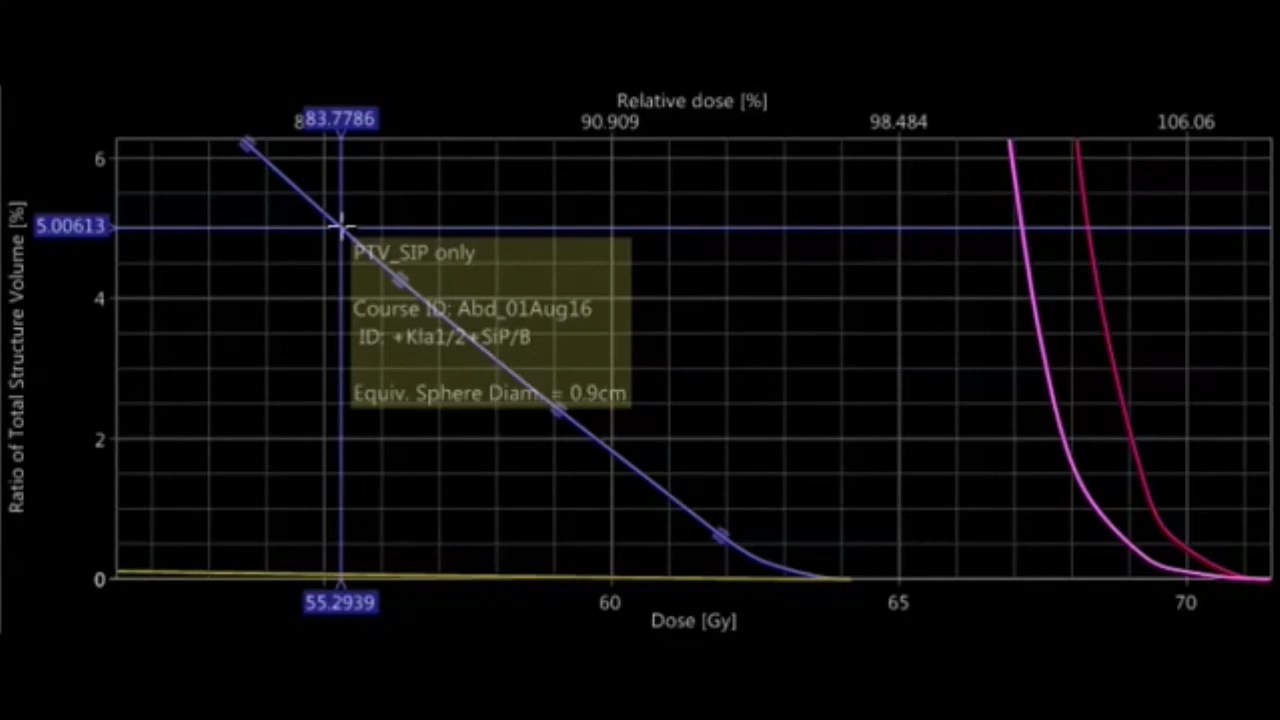 Relative dose [%]
83.7786
90.909
98.484
106.06
6
5.00613
4
2
0
Ratio of Total Structure Volume [%]
PTV_SIP only
Course ID: Abd_01Aug16
ID: +Kla1/2+SiP/B
Equiv. Sphere Diam. = 0.9cm
55.2939
60
65
70
Dose [Gy]